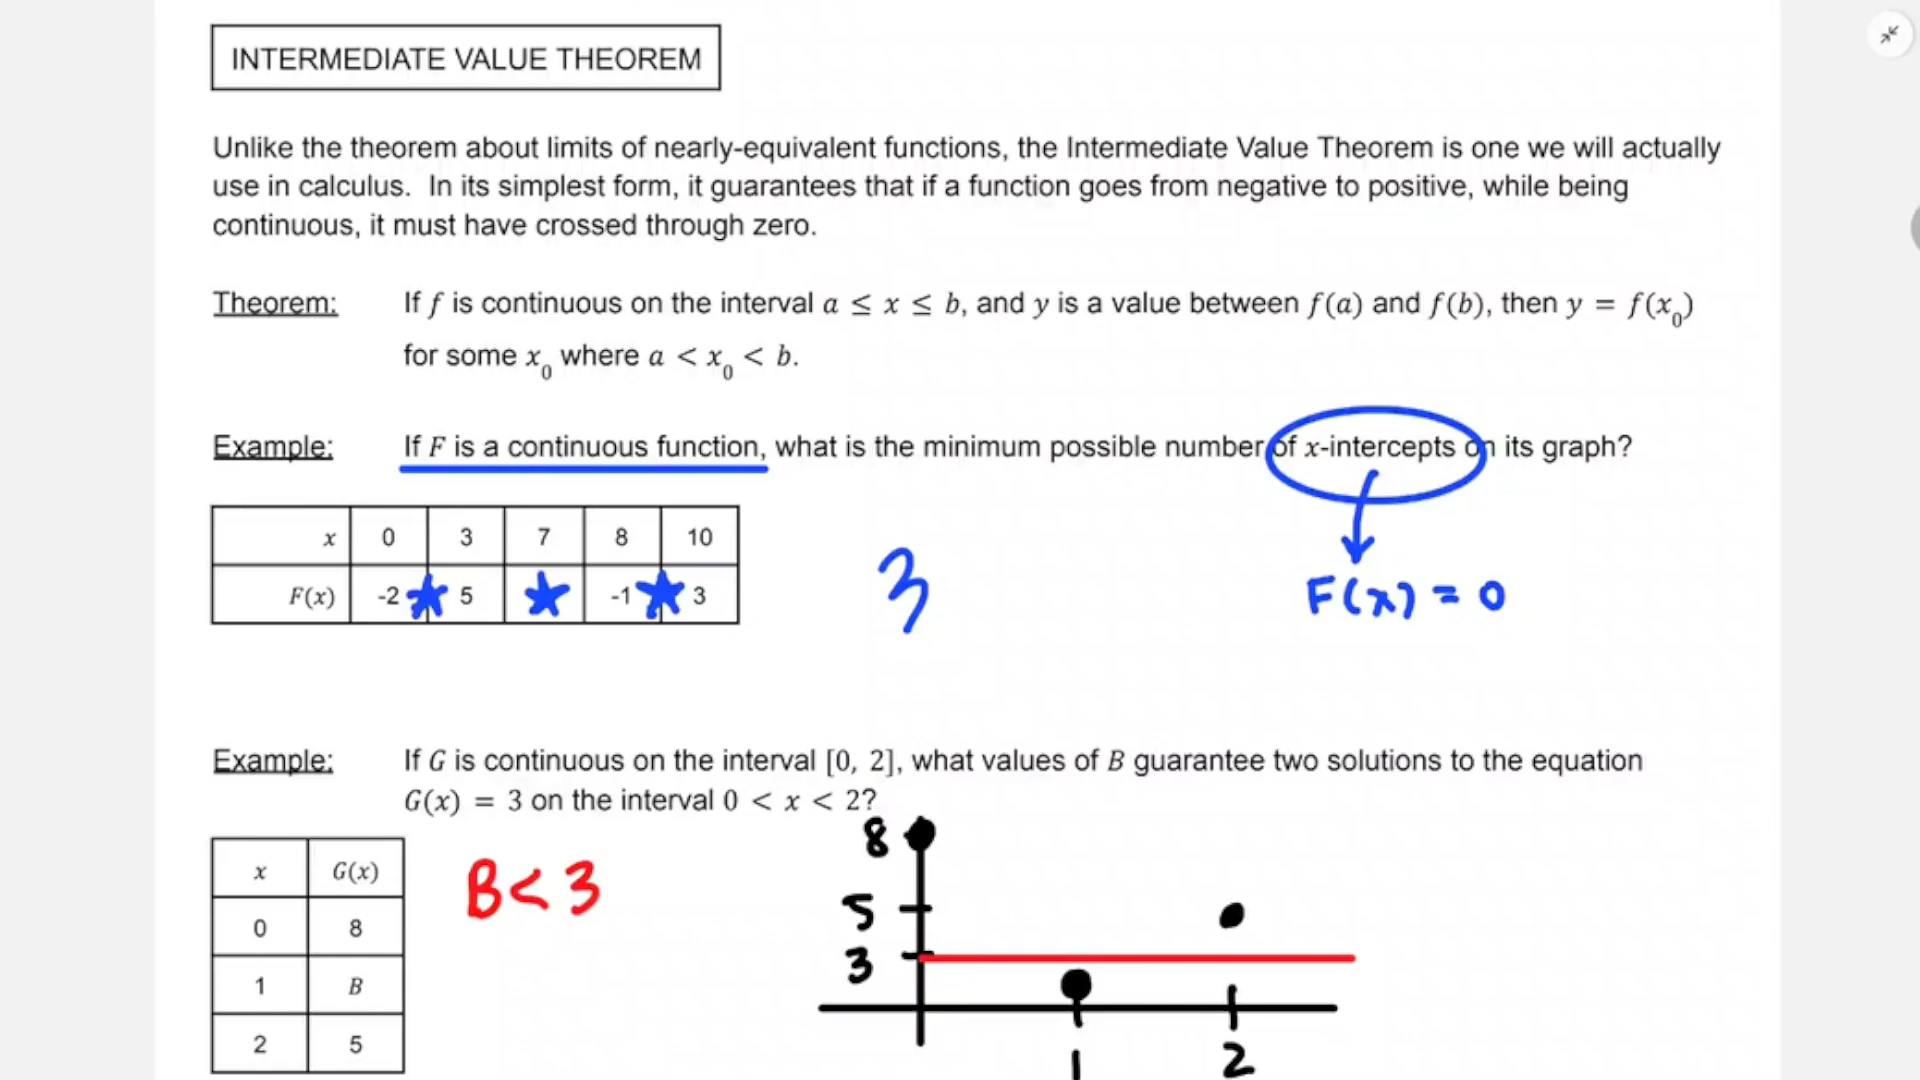 INTERMEDIATE VALUE THEOREM
Unlike the theorem about limits of nearly-equivalent functions, the Intermediate Value Theorem is one we will actually
use in calculus. In its simplest form, it guarantees that if a function goes from negative to positive, while being
continuous, it must have crossed through zero.
Theorem: If f is continuous on the interval a ≤ x ≤ b, and y is a value between f(a) and f(b), then y = f(x₀)
for some x₀ where a < x₀ < b.
Example: If F is a continuous function, what is the minimum possible number of x-intercepts on its graph?
x 0 3 7 8 10
F(x) -2 5 -1 3
3
F(x) = 0
Example: If G is continuous on the interval [0, 2], what values of B guarantee two solutions to the equation
G(x) = 3 on the interval 0 < x < 2?
x G(x)
0 8
1 B
2 5
B < 3
8
5
3
1 2